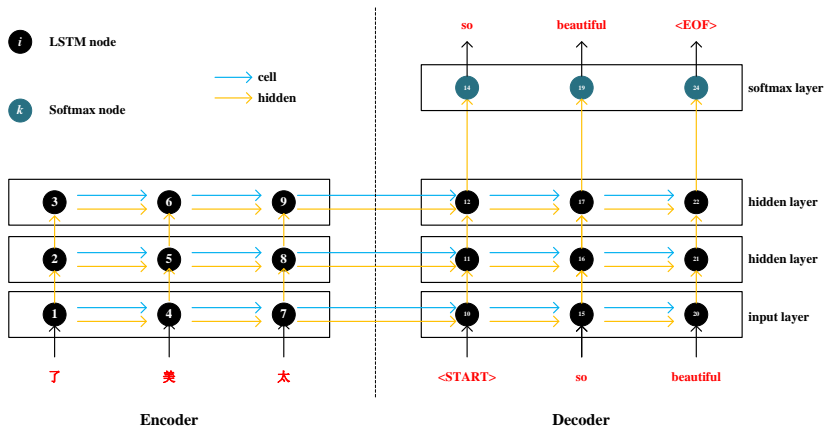 so beautiful <EOF>
i LSTM node
cell
hidden
k Softmax node
14 19 24 softmax layer
3 6 9 12 17 22 hidden layer
2 5 8 11 16 21 hidden layer
1 4 7 10 15 20 input layer
了 美 太 <START> so beautiful
Encoder Decoder